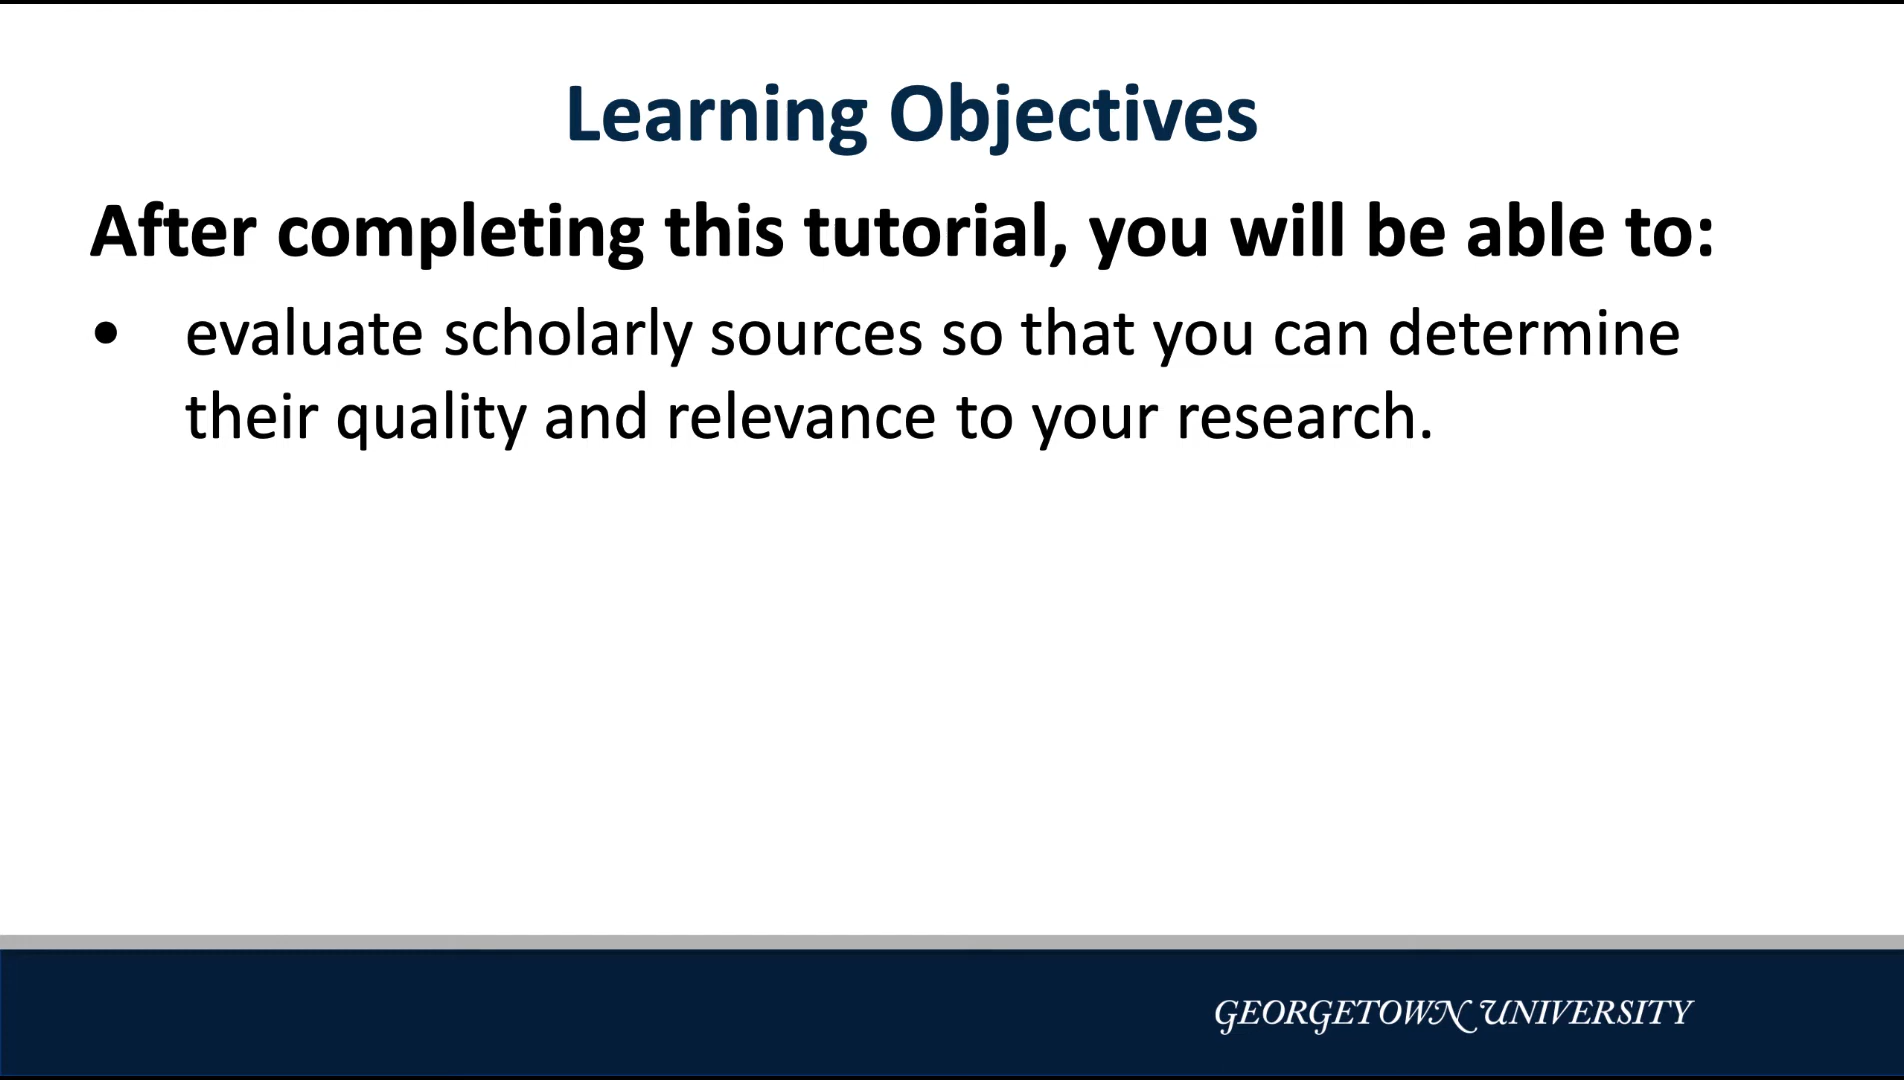 Learning Objectives
After completing this tutorial, you will be able to:
• evaluate scholarly sources so that you can determine
their quality and relevance to your research.
GEORGETOWN UNIVERSITY